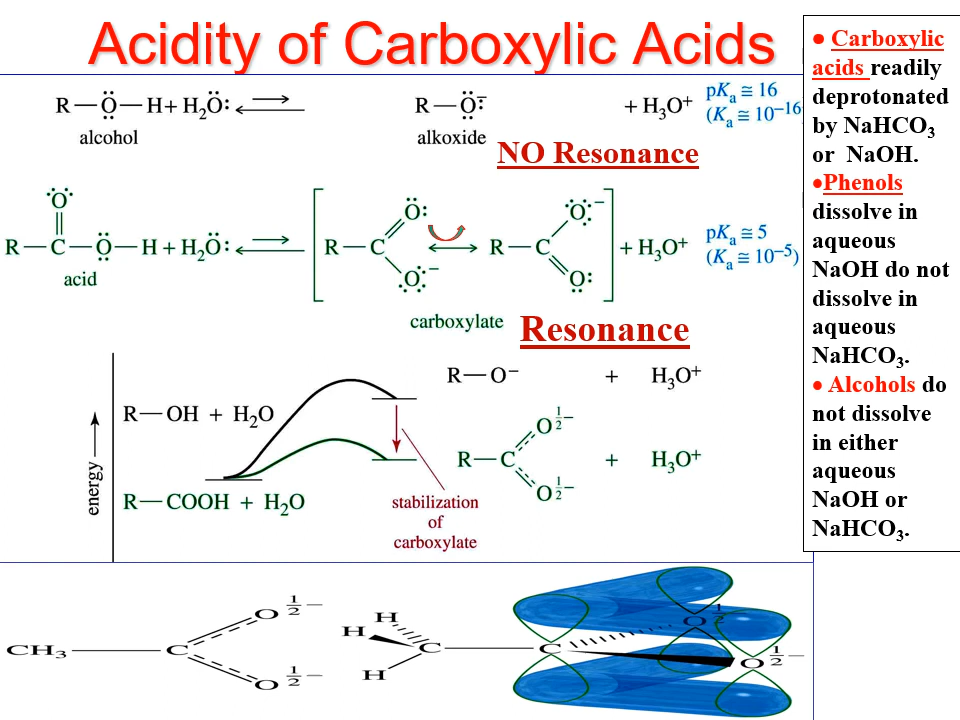 Acidity of Carboxylic Acids
R—Ö—H + H₂Ö: ⇌ R—Ö:⁻ + H₃O⁺ pKₐ ≅ 16
alcohol alkoxide (Kₐ ≅ 10⁻¹⁶
NO Resonance
O
R—C—Ö—H + H₂Ö: ⇌ [ R—C Ö: Ö:⁻ ↔ R—C Ö:⁻ O: ] + H₃O⁺ pKₐ ≅ 5
acid (Kₐ ≅ 10⁻⁵)
carboxylate Resonance
energy
R—OH + H₂O
R—COOH + H₂O
R—O⁻ + H₃O⁺
R—C O½⁻ O½⁻ + H₃O⁺
stabilization
of
carboxylate
CH₃—C O ½⁻ O ½⁻
H H H C C O ½⁻ O ½⁻
• Carboxylic
acids readily
deprotonated
by NaHCO₃
or NaOH.
•Phenols
dissolve in
aqueous
NaOH do not
dissolve in
aqueous
NaHCO₃.
• Alcohols do
not dissolve
in either
aqueous
NaOH or
NaHCO₃.